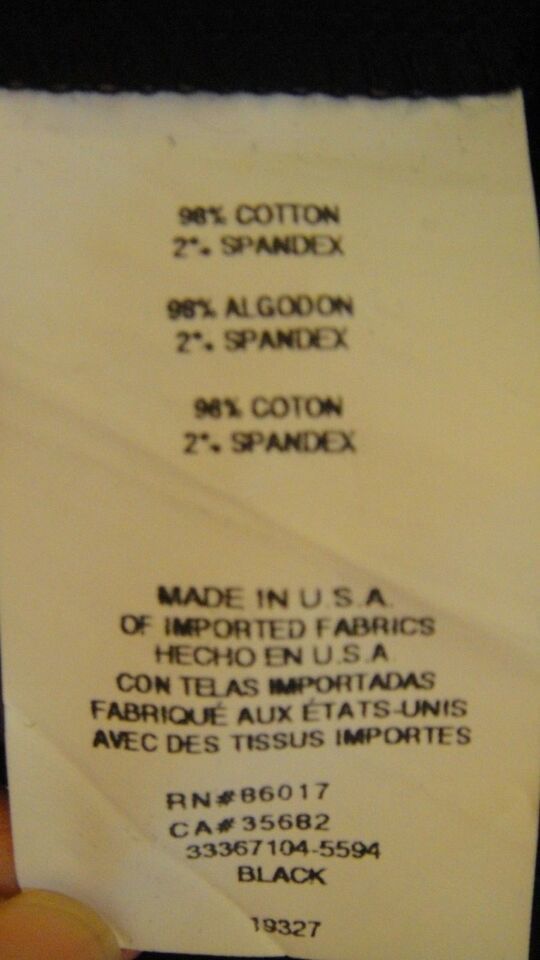 98% COTTON
2% SPANDEX
98% ALGODON
2% SPANDEX
98% COTON
2% SPANDEX
MADE IN U.S.A.
OF IMPORTED FABRICS
HECHO EN U.S.A.
CON TELAS IMPORTADAS
FABRIQUÉ AUX ÉTATS-UNIS
AVEC DES TISSUS IMPORTES
RN#86017
CA#35682
33367104-5594
BLACK
19327